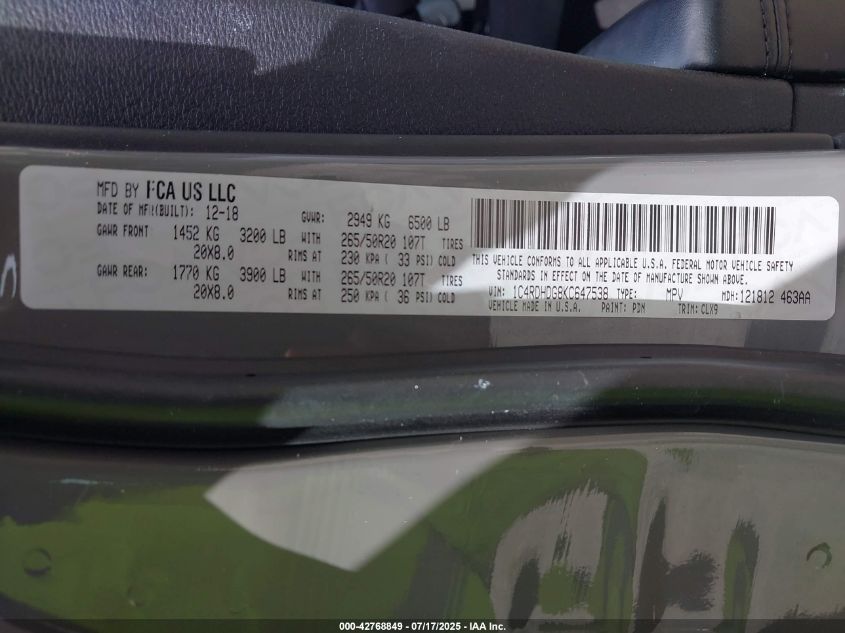 MFD BY FCA US LLC
DATE OF MFR(BUILT): 12-18 GVWR: 2949 KG 6500 LB
GAWR FRONT 1452 KG 3200 LB WITH 265/50R20 107T TIRES
20X8.0 RIMS AT 230 KPA ( 33 PSI) COLD
GAWR REAR: 1770 KG 3900 LB WITH 265/50R20 107T TIRES
20X8.0 RIMS AT 250 KPA ( 36 PSI) COLD
THIS VEHICLE CONFORMS TO ALL APPLICABLE U.S.A. FEDERAL MOTOR VEHICLE SAFETY
STANDARDS IN EFFECT ON THE DATE OF MANUFACTURE SHOWN ABOVE.
VIN: 1C4RDHDG8KC647538 TYPE: MPV MDH: 121812 463AA
VEHICLE MADE IN U.S.A. PAINT: PDN TRIM: CLX9
000-42768849 - 07/17/2025 - IAA Inc.